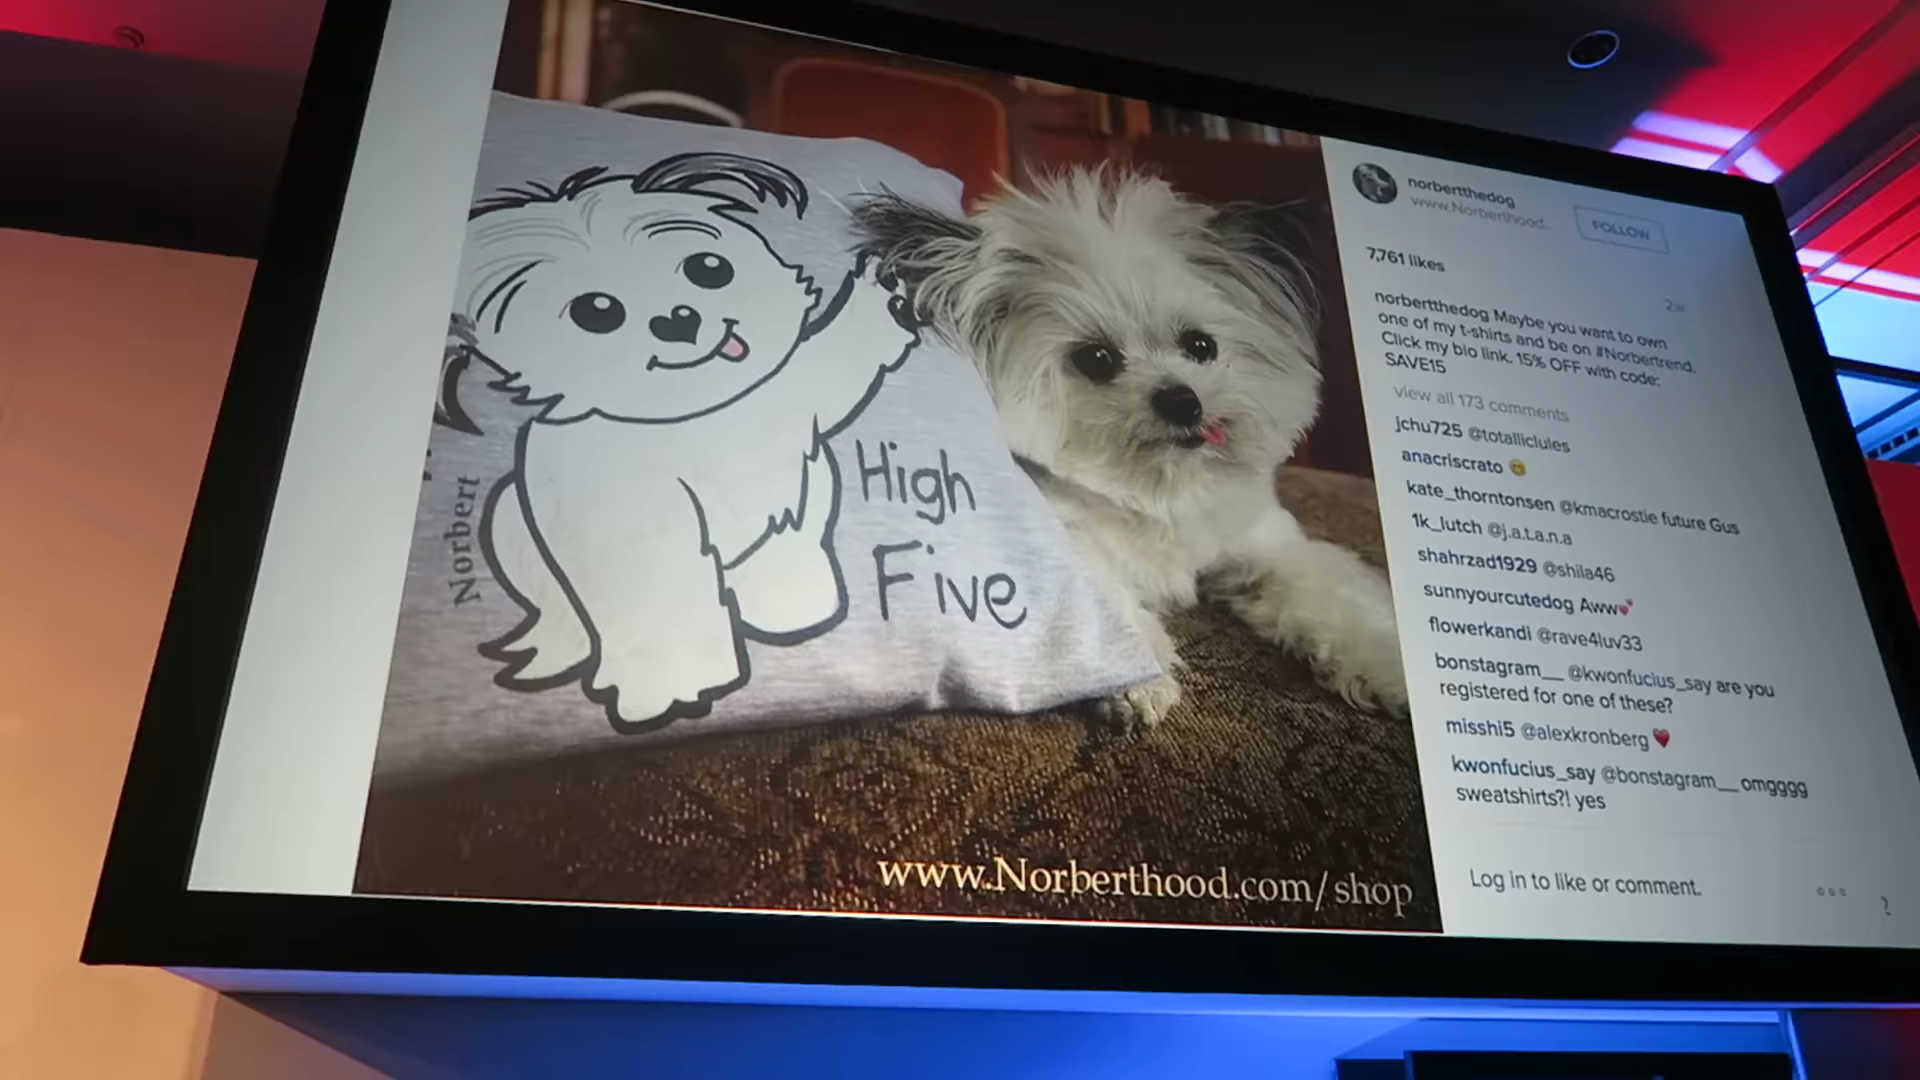 Norbert
High
Five
www.Norberthood.com/shop
norbertthedog
www.Norberthood...
FOLLOW
7,761 likes
2w
norbertthedog Maybe you want to own
one of my t-shirts and be on #Norbertrend.
Click my bio link. 15% OFF with code:
SAVE15
view all 173 comments
jchu725 @totalliclules
anacriscrato 😊
kate_thorntonsen @kmacrostie future Gus
1k_lutch @j.a.t.a.n.a
shahrzad1929 @shila46
sunnyourcutedog Aww💕
flowerkandi @rave4luv33
bonstagram__ @kwonfucius_say are you
registered for one of these?
misshi5 @alexkronberg ❤
kwonfucius_say @bonstagram__ omgggg
sweatshirts?! yes
Log in to like or comment.